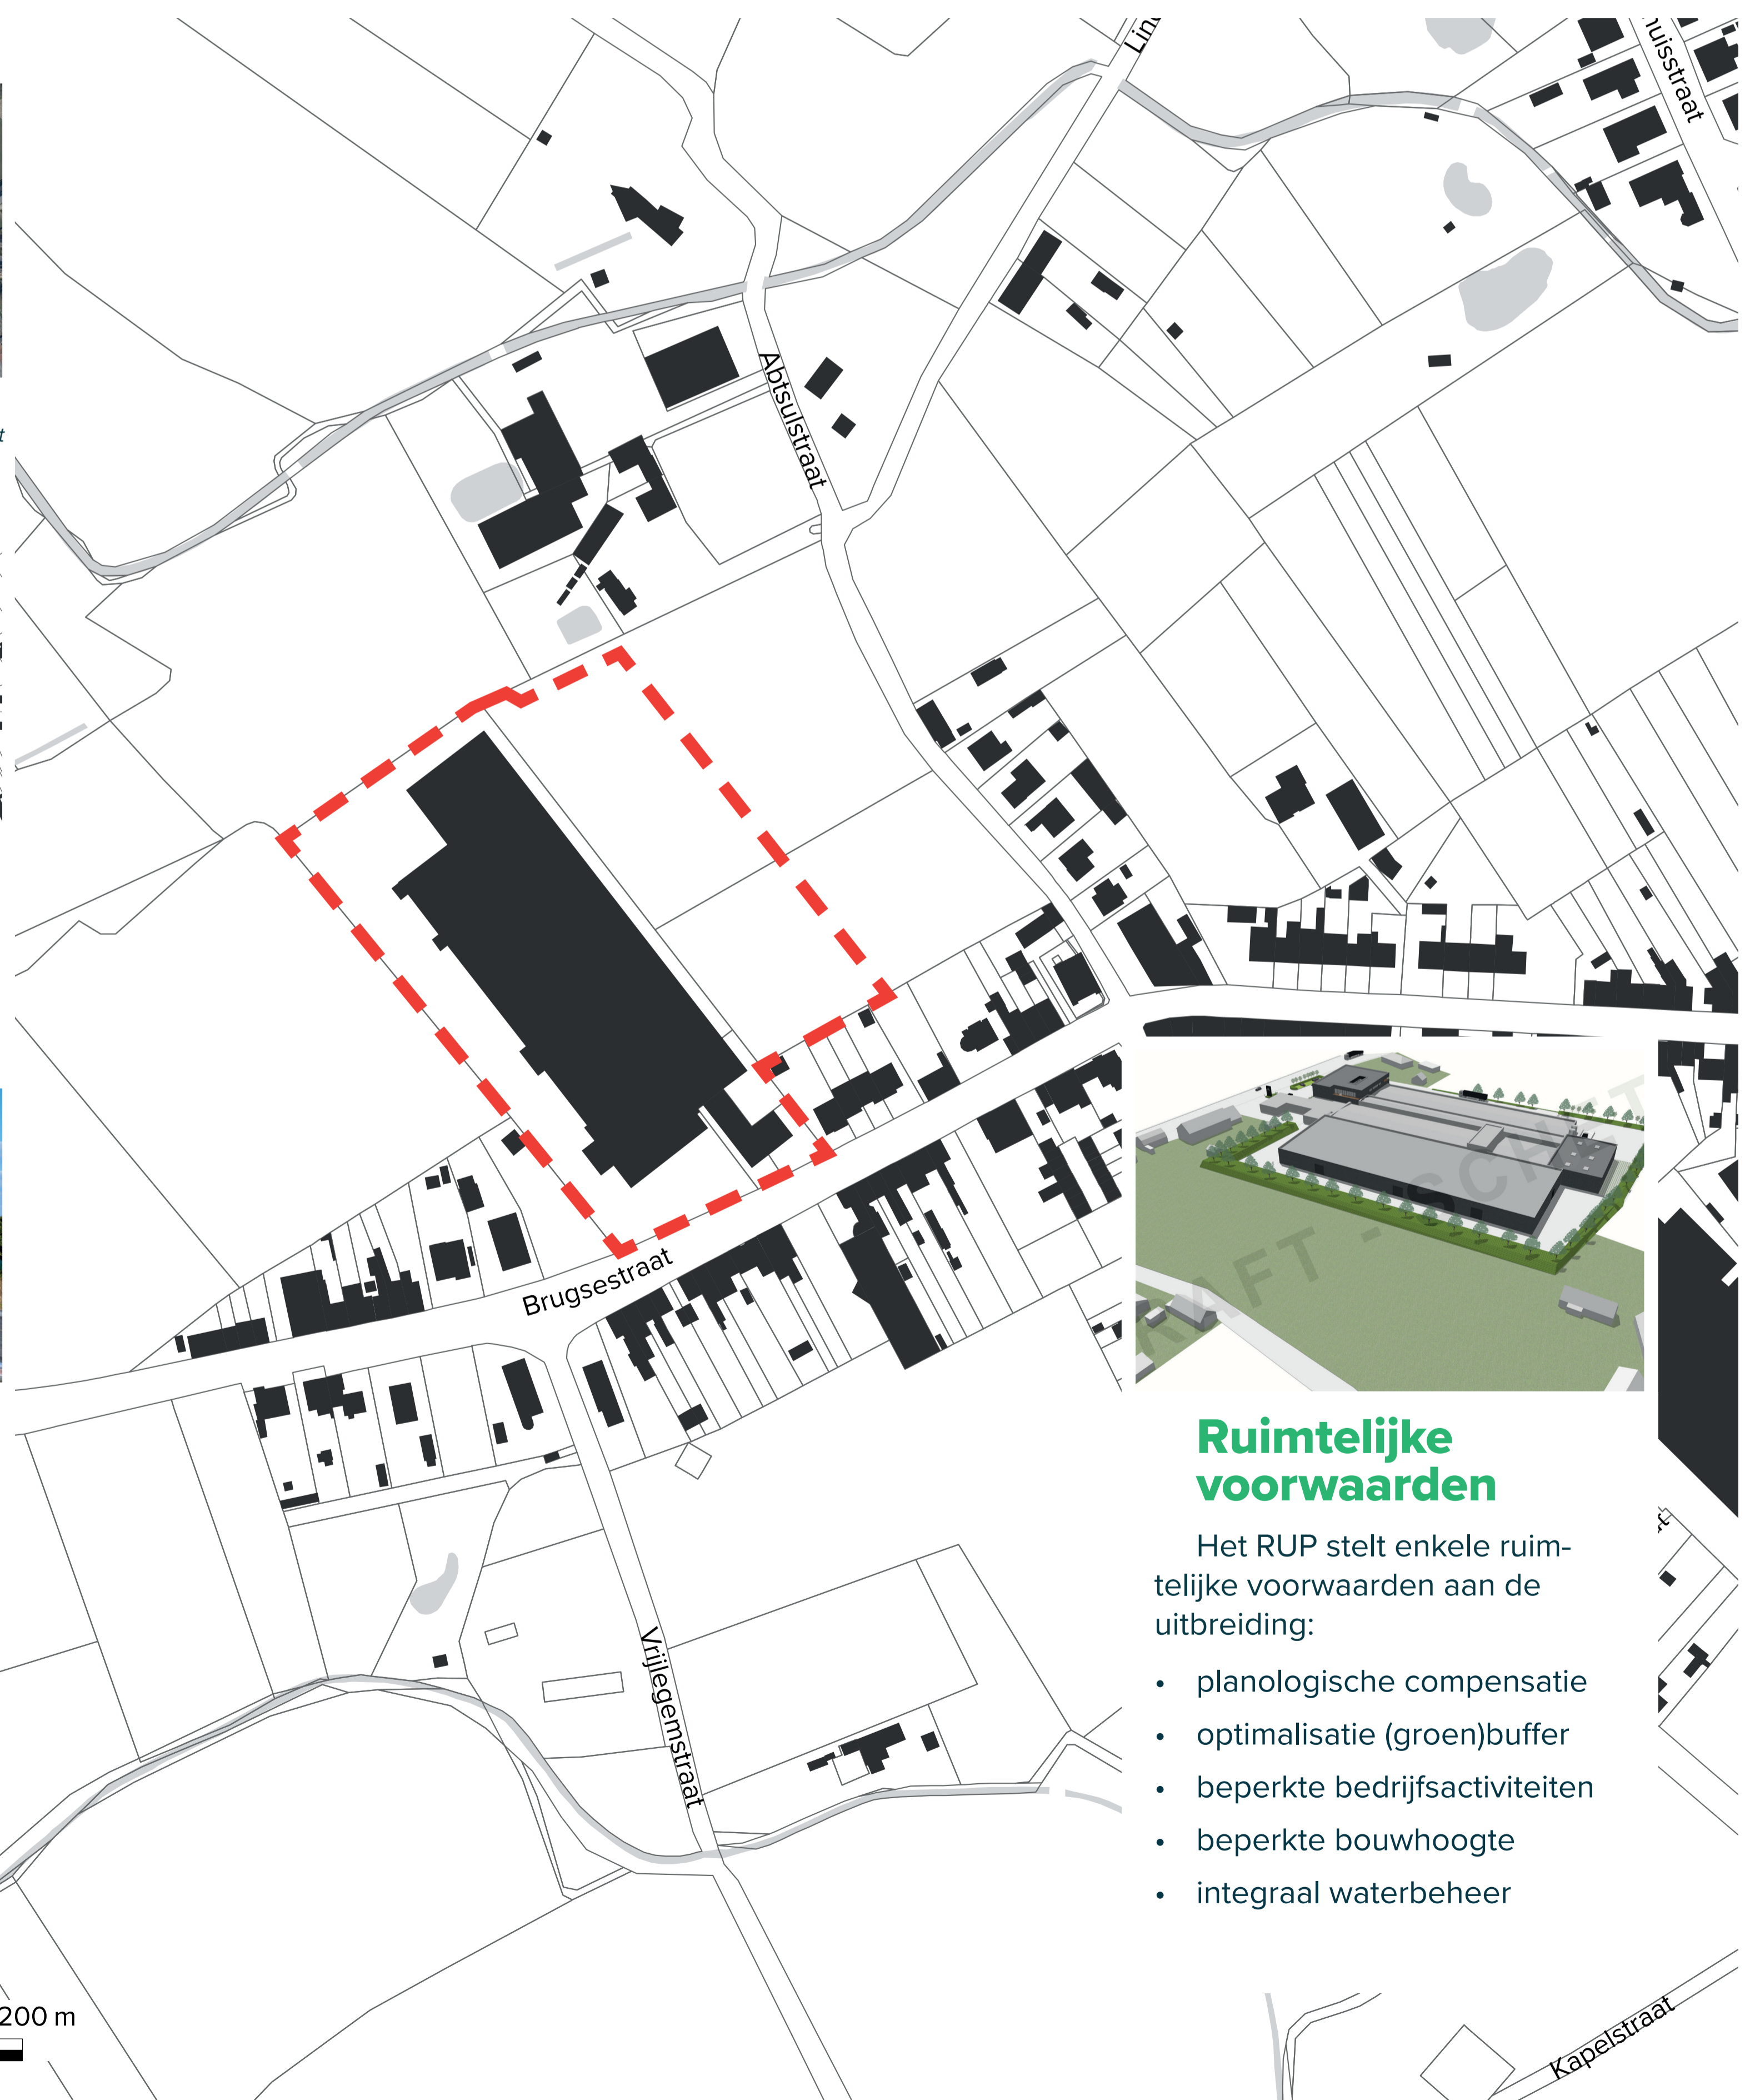 Abtsulstraat
Brugsestraat
Vrijlegemstraat
Kapelstraat
200 m
Ruimtelijke
voorwaarden
Het RUP stelt enkele ruim-
telijke voorwaarden aan de
uitbreiding:
• planologische compensatie
• optimalisatie (groen)buffer
• beperkte bedrijfsactiviteiten
• beperkte bouwhoogte
• integraal waterbeheer